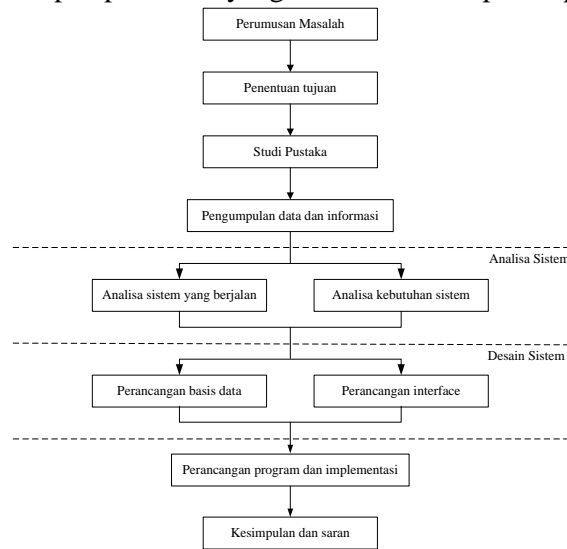 Perumusan Masalah
Penentuan tujuan
Studi Pustaka
Pengumpulan data dan informasi
Analisa Sistem
Analisa sistem yang berjalan
Analisa kebutuhan sistem
Desain Sistem
Perancangan basis data
Perancangan interface
Perancangan program dan implementasi
Kesimpulan dan saran